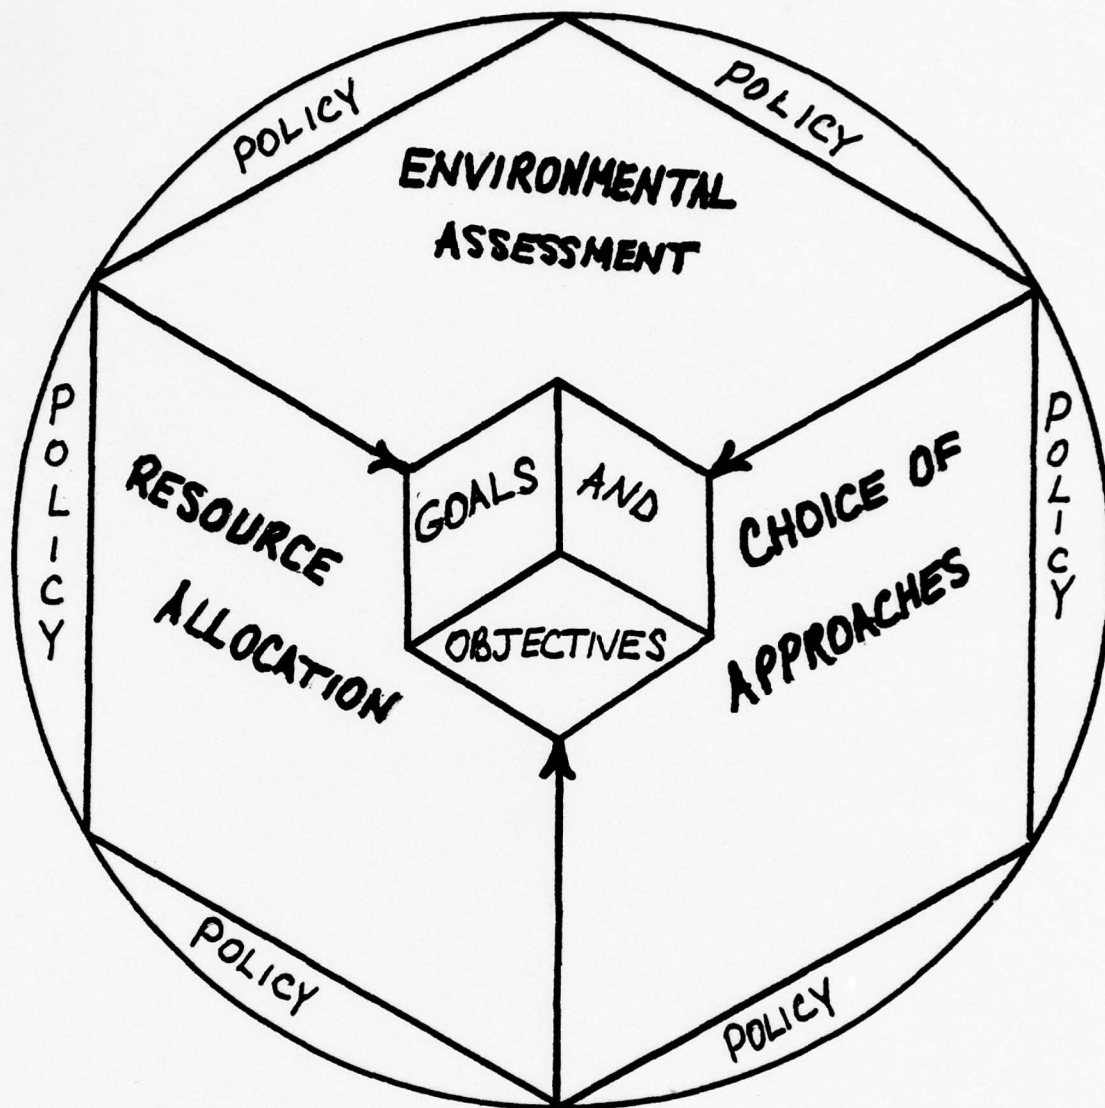 POLICY
POLICY
ENVIRONMENTAL
ASSESSMENT
POLICY
RESOURCE
ALLOCATION
GOALS
AND
OBJECTIVES
CHOICE OF
APPROACHES
POLICY
POLICY
POLICY